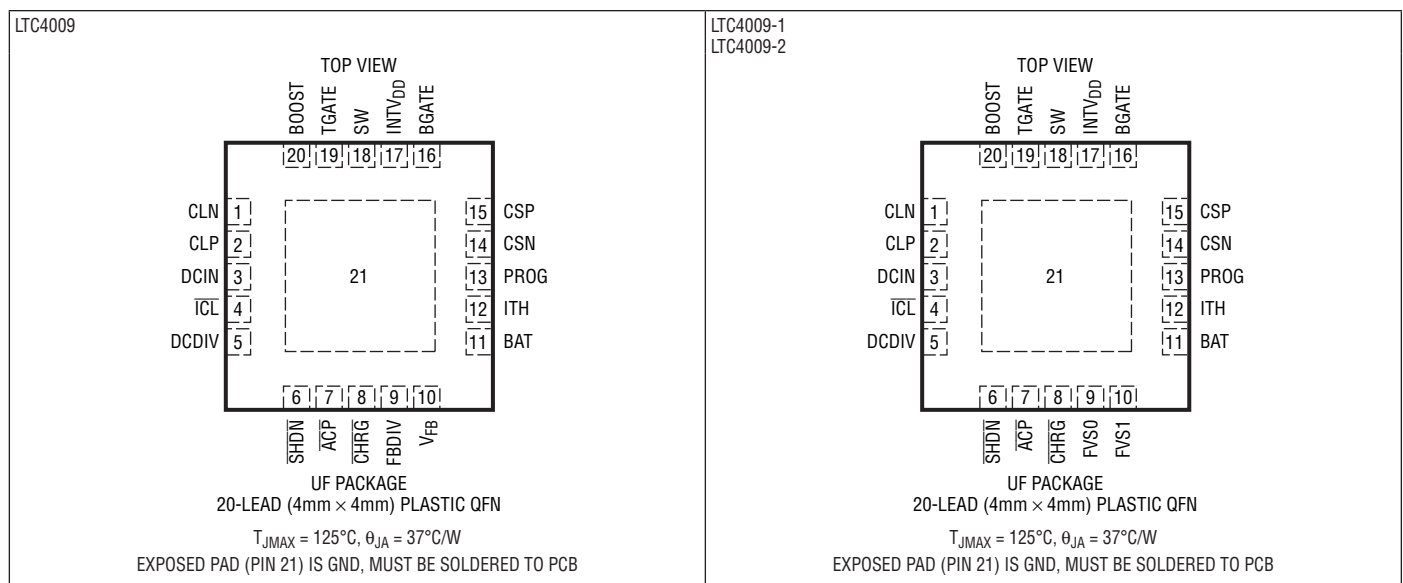 LTC4009
TOP VIEW
BOOST
TGATE
SW
INTVDD
BGATE
20 19 18 17 16
CLN 1
CLP 2
DCIN 3
ICL 4
DCDIV 5
21
15 CSP
14 CSN
13 PROG
12 ITH
11 BAT
6 7 8 9 10
SHDN
ACP
CHRG
FBDIV
VFB
UF PACKAGE
20-LEAD (4mm × 4mm) PLASTIC QFN
TJMAX = 125°C, θJA = 37°C/W
EXPOSED PAD (PIN 21) IS GND, MUST BE SOLDERED TO PCB
LTC4009-1
LTC4009-2
TOP VIEW
BOOST
TGATE
SW
INTVDD
BGATE
20 19 18 17 16
CLN 1
CLP 2
DCIN 3
ICL 4
DCDIV 5
21
15 CSP
14 CSN
13 PROG
12 ITH
11 BAT
6 7 8 9 10
SHDN
ACP
CHRG
FVS0
FVS1
UF PACKAGE
20-LEAD (4mm × 4mm) PLASTIC QFN
TJMAX = 125°C, θJA = 37°C/W
EXPOSED PAD (PIN 21) IS GND, MUST BE SOLDERED TO PCB